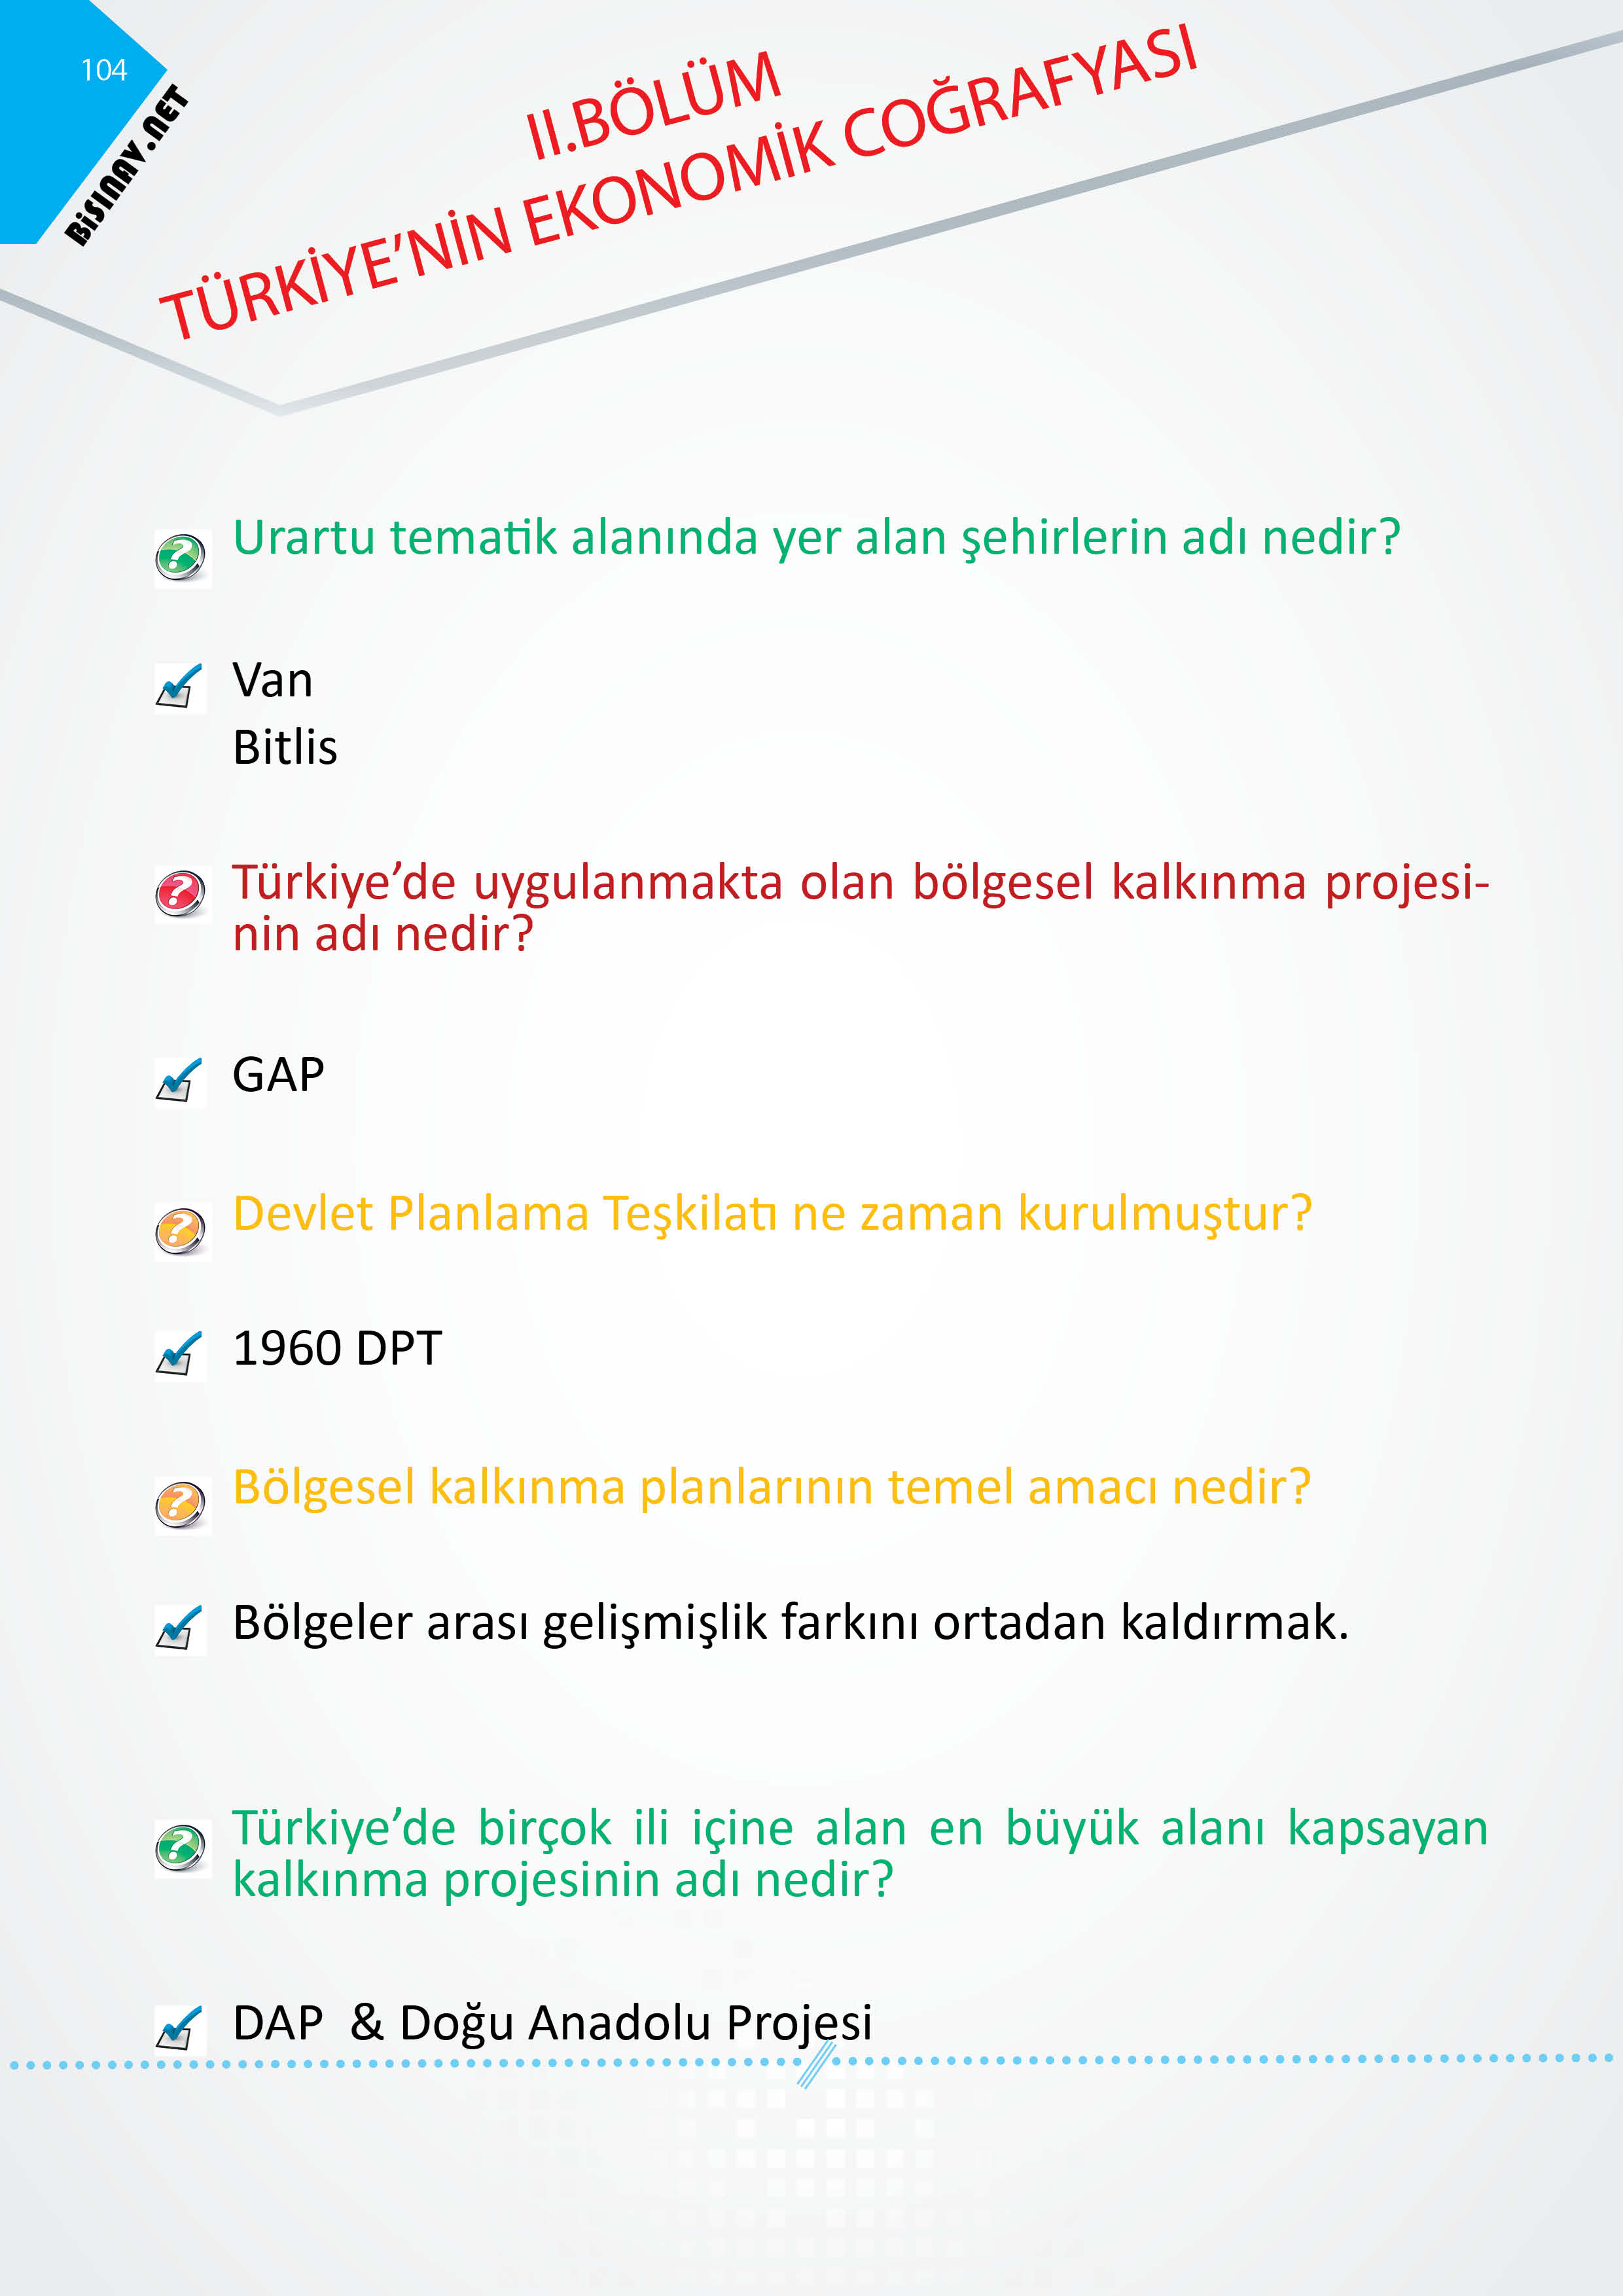 104
BiSINAV.NET
II.BÖLÜM
TÜRKİYE’NİN EKONOMİK COĞRAFYASI
Urartu tematik alanında yer alan şehirlerin adı nedir?
Van
Bitlis
Türkiye’de uygulanmakta olan bölgesel kalkınma projesi-
nin adı nedir?
GAP
Devlet Planlama Teşkilatı ne zaman kurulmuştur?
1960 DPT
Bölgesel kalkınma planlarının temel amacı nedir?
Bölgeler arası gelişmişlik farkını ortadan kaldırmak.
Türkiye’de birçok ili içine alan en büyük alanı kapsayan
kalkınma projesinin adı nedir?
DAP  & Doğu Anadolu Projesi